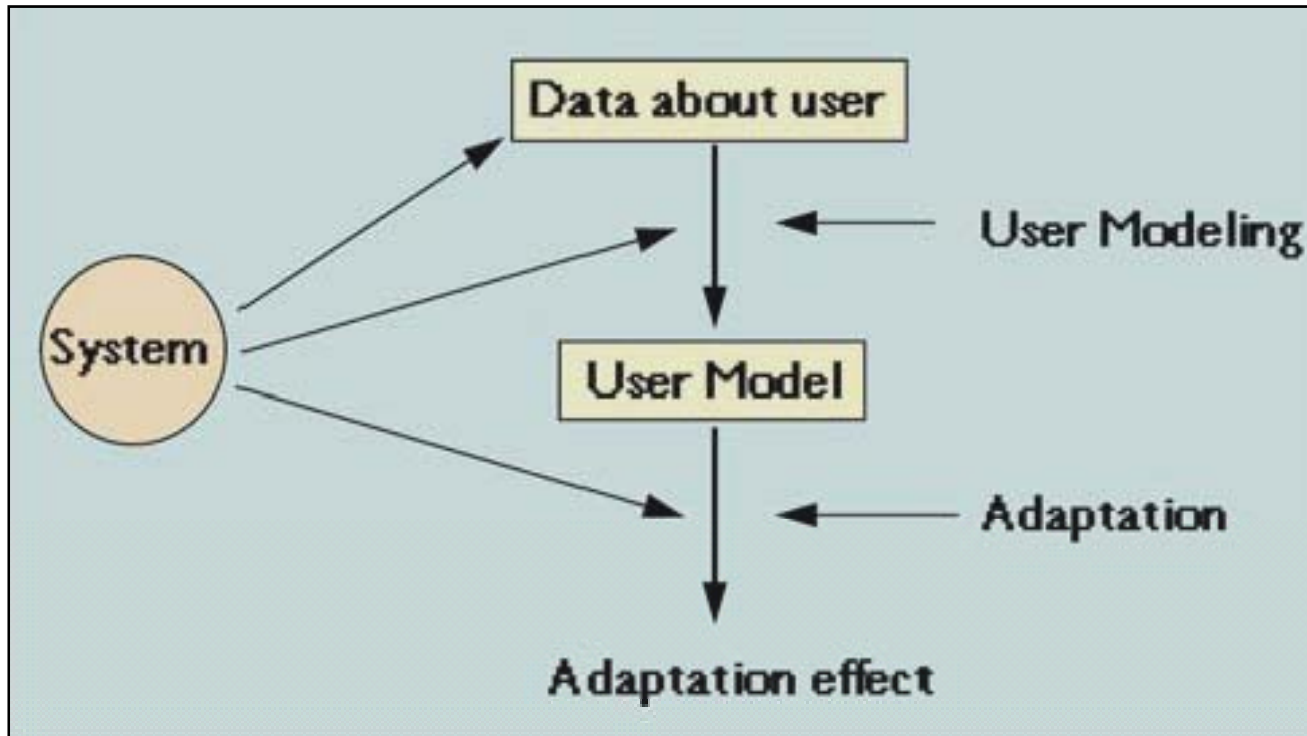 Data about user
User Modeling
System
User Model
Adaptation
Adaptation effect